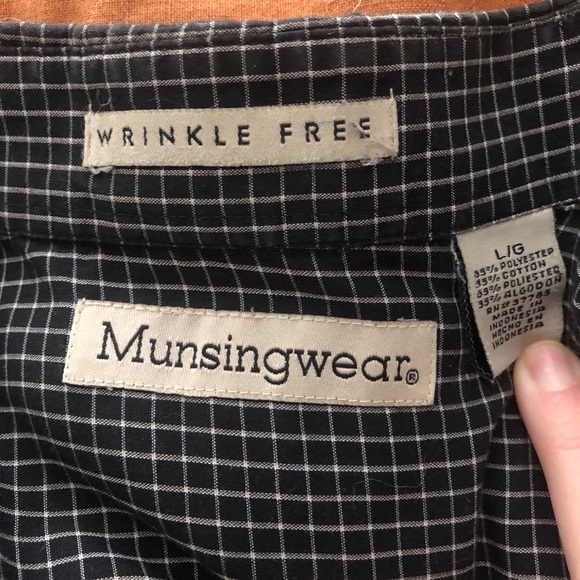 WRINKLE FREE
Munsingwear®
L/G
% POLYESTER
% COTTON
% POLIESTER
% ALGODON
MADE IN
INDONESIA
HECHO EN
INDONESIA